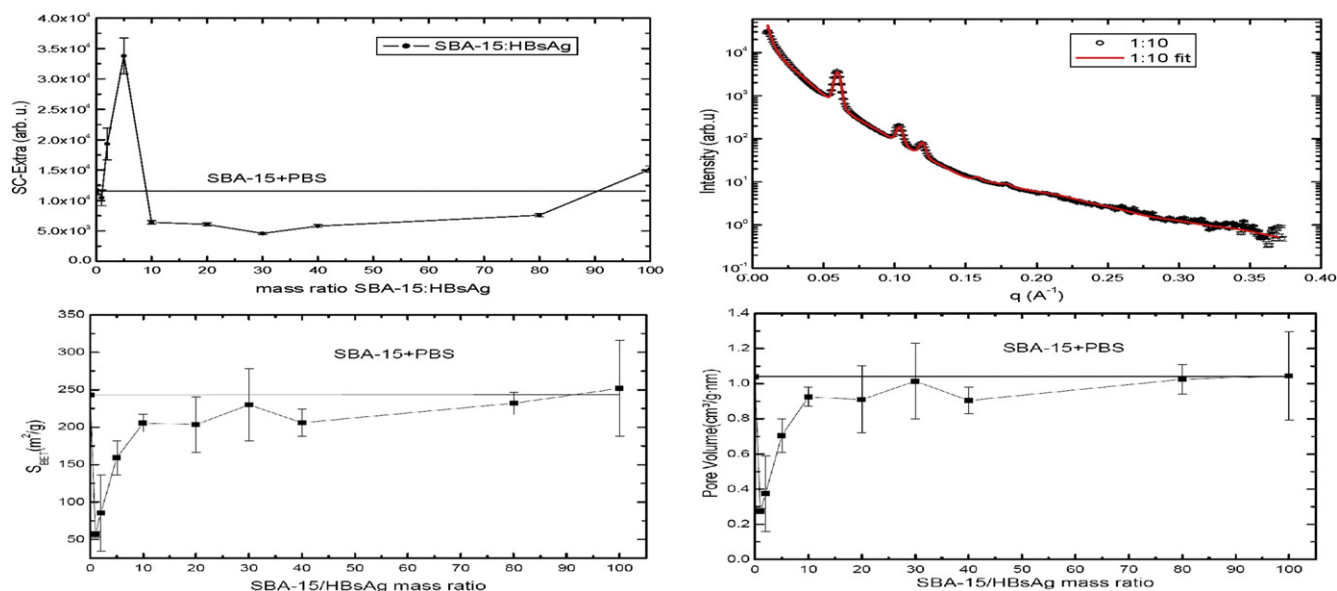 4.0x10⁴
3.5x10⁴
3.0x10⁴
2.5x10⁴
2.0x10⁴
1.5x10⁴
1.0x10⁴
5.0x10³
0.0
SC-Extra (arb. u.)
SBA-15:HBsAg
SBA-15+PBS
0 10 20 30 40 50 60 70 80 90 100
mass ratio SBA-15:HBsAg
10⁴
10³
10²
10¹
10⁰
10⁻¹
Intensity (arb.u)
1:10
1:10 fit
0.00 0.05 0.10 0.15 0.20 0.25 0.30 0.35 0.40
q (A⁻¹)
350
300
250
200
150
100
50
0
S_BET(m²/g)
SBA-15+PBS
0 10 20 30 40 50 60 70 80 90 100
SBA-15/HBsAg mass ratio
1.4
1.2
1.0
0.8
0.6
0.4
0.2
0.0
Pore Volume(cm³/g·nm)
SBA-15+PBS
0 10 20 30 40 50 60 70 80 90 100
SBA-15/HBsAg mass ratio